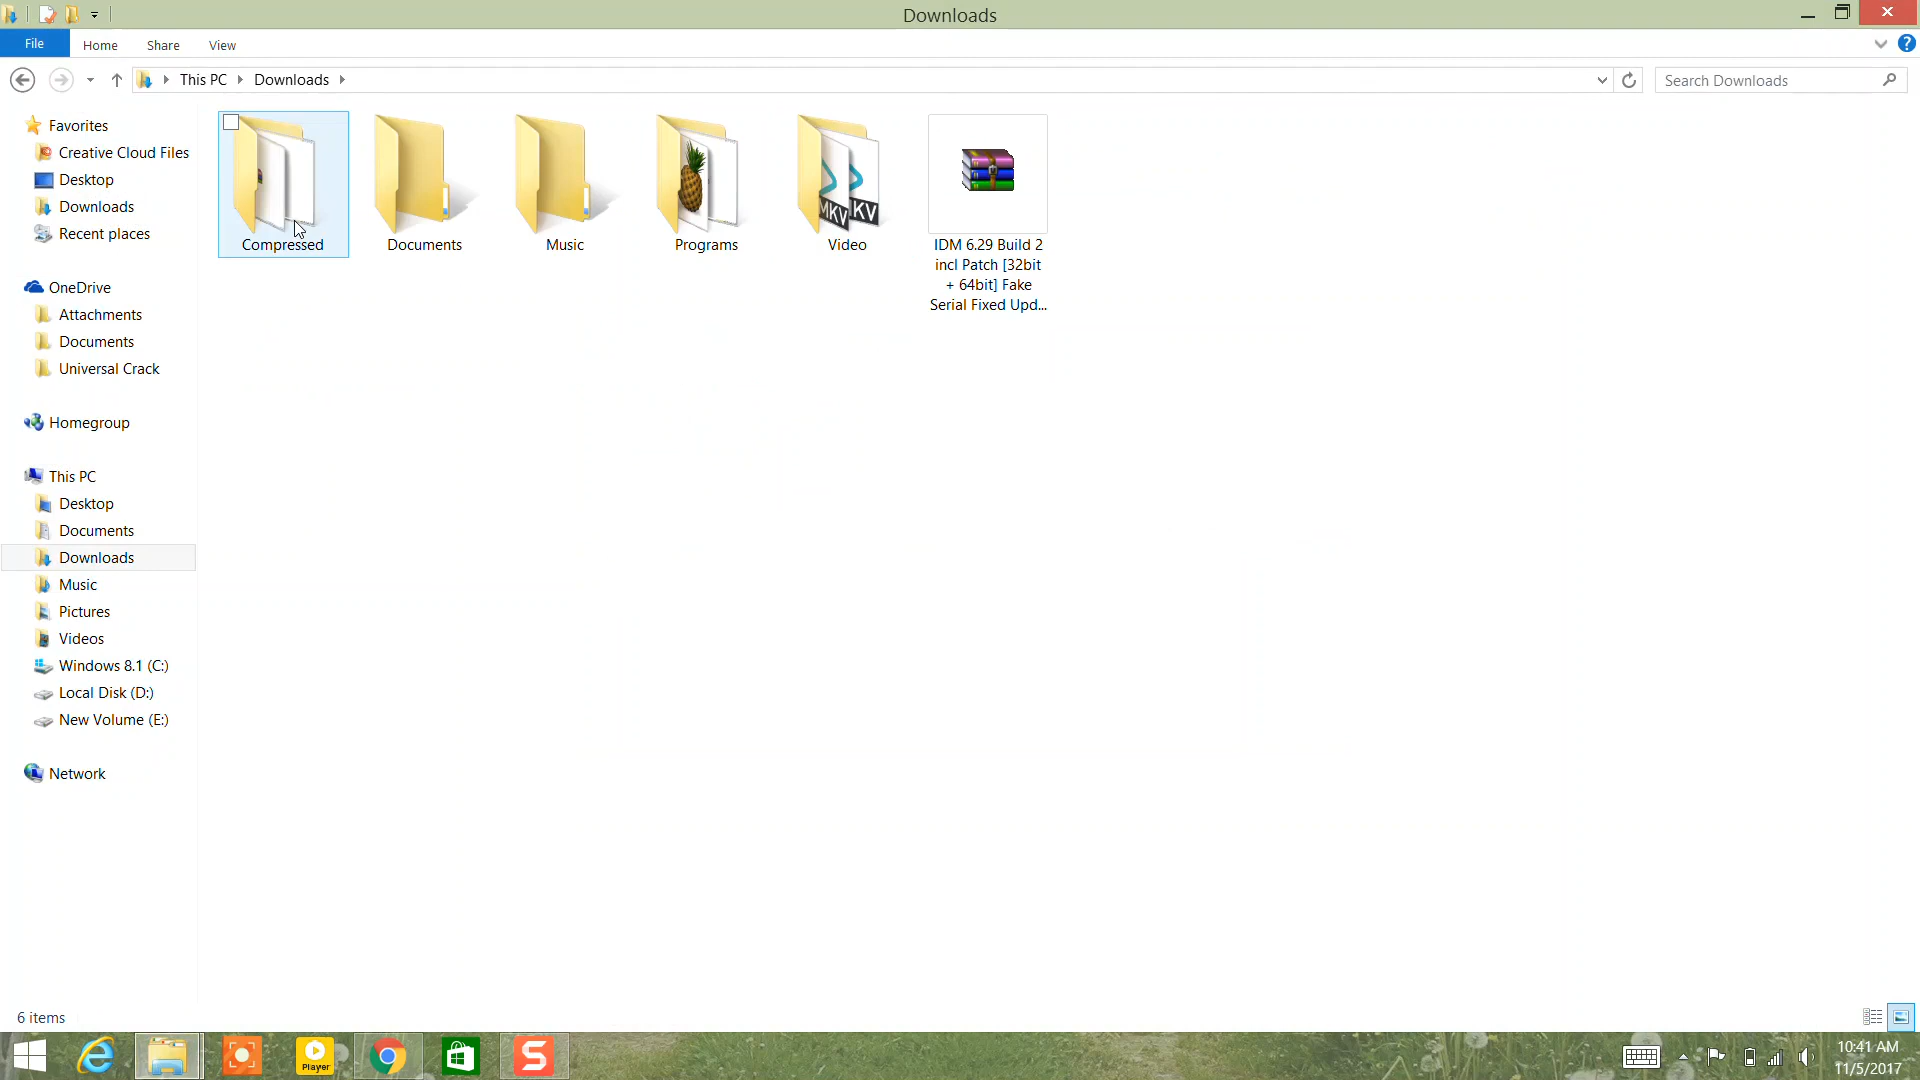 Downloads
File
Home
Share
View
This PC
Downloads
Search Downloads
Favorites
Creative Cloud Files
Desktop
Downloads
Recent places
OneDrive
Attachments
Documents
Universal Crack
Homegroup
This PC
Desktop
Documents
Downloads
Music
Pictures
Videos
Windows 8.1 (C:)
Local Disk (D:)
New Volume (E:)
Network
Compressed
Documents
Music
Programs
MKV
KV
Video
IDM 6.29 Build 2
incl Patch [32bit
+ 64bit] Fake
Serial Fixed Upd...
6 items
Player
10:41 AM
11/5/2017